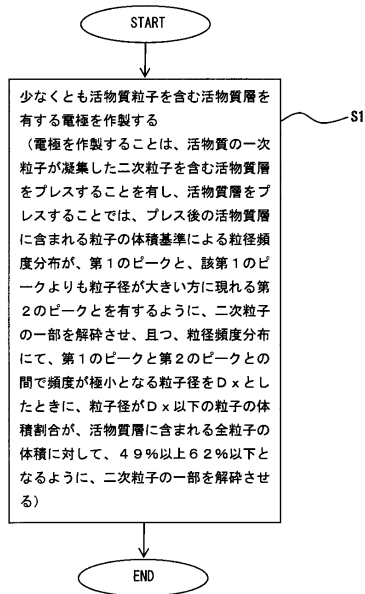 START
少なくとも活物質粒子を含む活物質層を
有する電極を作製する
（電極を作製することは、活物質の一次
粒子が凝集した二次粒子を含む活物質層
をプレスすることを有し、活物質層をプ
レスすることでは、プレス後の活物質層
に含まれる粒子の体積基準による粒径頻
度分布が、第１のピークと、該第１のピ
ークよりも粒子径が大きい方に現れる第
２のピークとを有するように、二次粒子
の一部を解砕させ、且つ、粒径頻度分布
にて、第１のピークと第２のピークとの
間で頻度が極小となる粒子径をＤｘとし
たときに、粒子径がＤｘ以下の粒子の体
積割合が、活物質層に含まれる全粒子の
体積に対して、４９％以上６２％以下と
なるように、二次粒子の一部を解砕させ
る）
S1
END